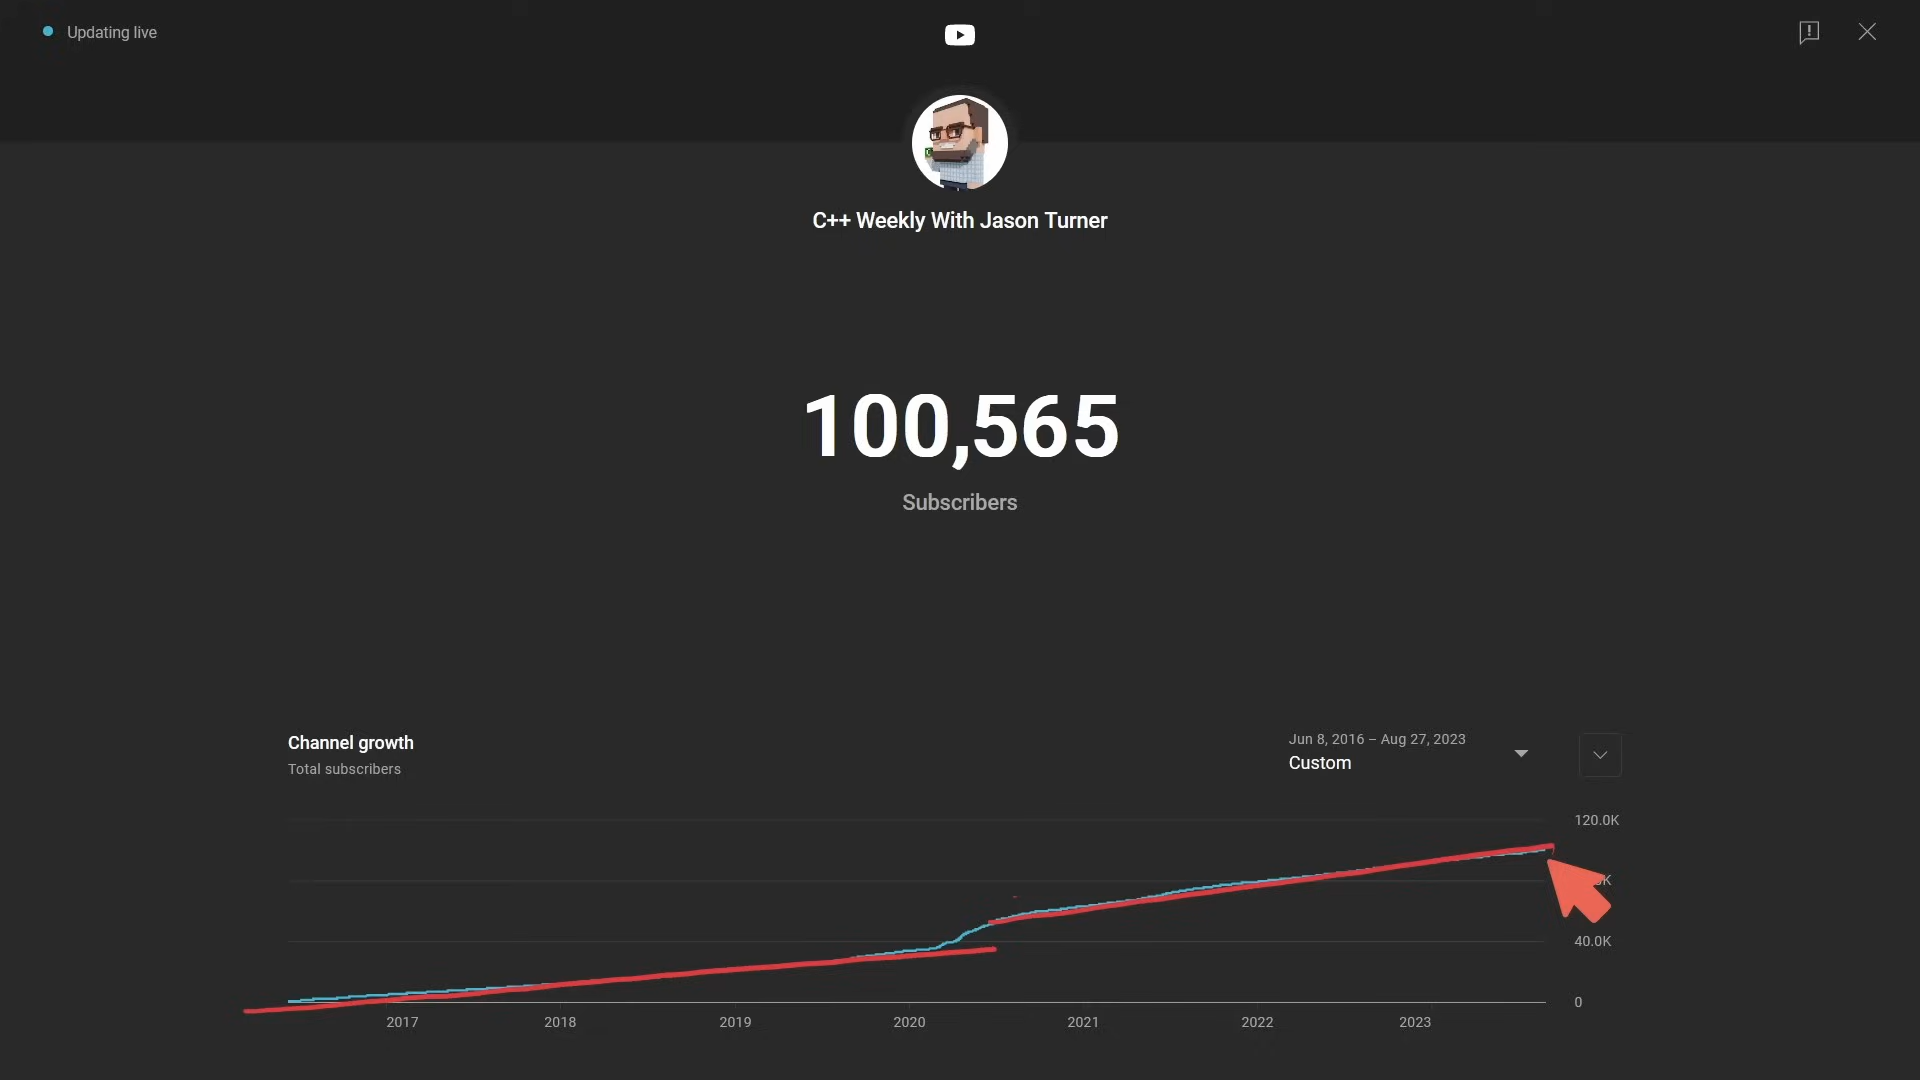 Updating live
C++ Weekly With Jason Turner
100,565
Subscribers
Channel growth
Total subscribers
Jun 8, 2016 – Aug 27, 2023
Custom
120.0K
40.0K
0
2017 2018 2019 2020 2021 2022 2023